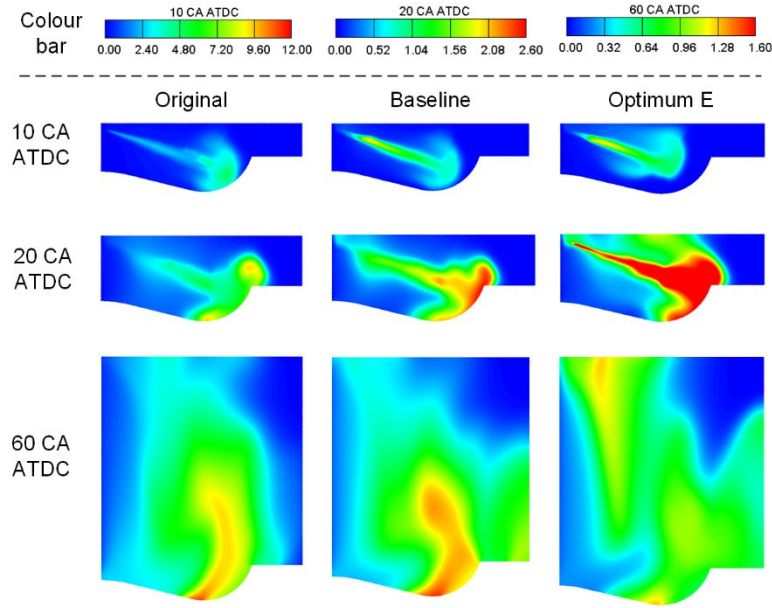 Colour
bar
10 CA ATDC
0.00 2.40 4.80 7.20 9.60 12.00
20 CA ATDC
0.00 0.52 1.04 1.56 2.08 2.60
60 CA ATDC
0.00 0.32 0.64 0.96 1.28 1.60
Original Baseline Optimum E
10 CA
ATDC
20 CA
ATDC
60 CA
ATDC